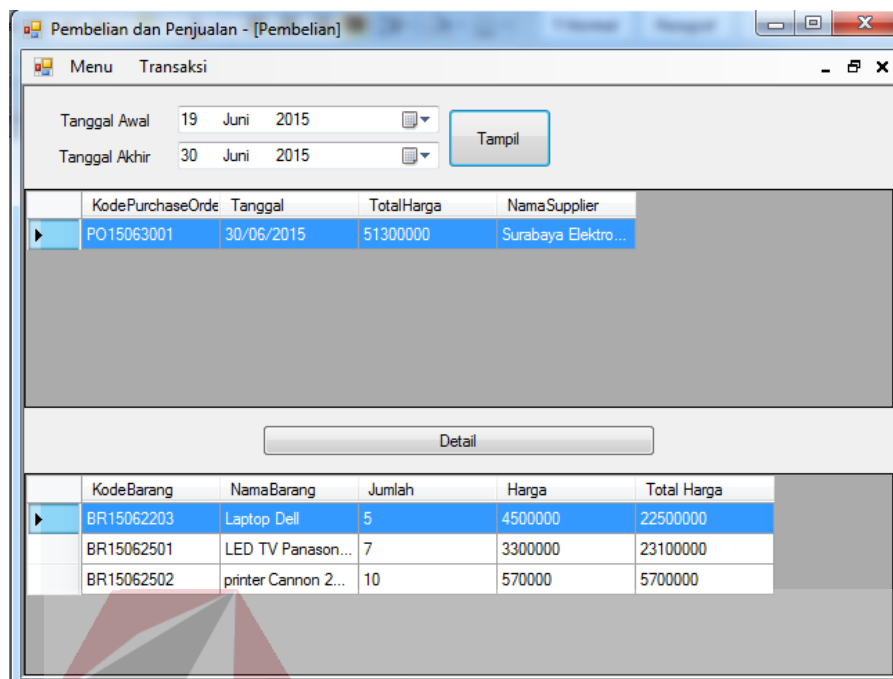 Pembelian dan Penjualan - [Pembelian]
Menu Transaksi
Tanggal Awal 19 Juni 2015
Tampil
Tanggal Akhir 30 Juni 2015
KodePurchaseOrde Tanggal TotalHarga NamaSupplier
PO15063001 30/06/2015 51300000 Surabaya Elektro...
Detail
KodeBarang NamaBarang Jumlah Harga Total Harga
BR15062203 Laptop Dell 5 4500000 22500000
BR15062501 LED TV Panason... 7 3300000 23100000
BR15062502 printer Cannon 2... 10 570000 5700000